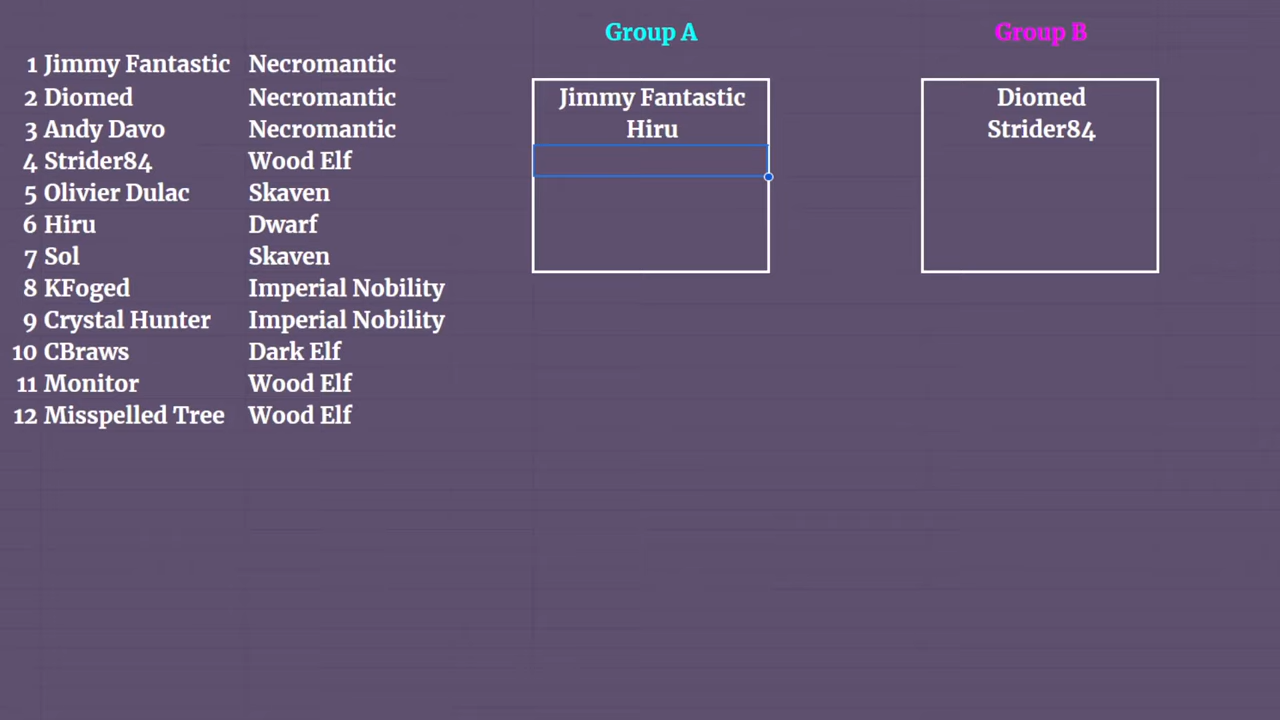 Group A
Group B
1 Jimmy Fantastic Necromantic
2 Diomed Necromantic
3 Andy Davo Necromantic
4 Strider84 Wood Elf
5 Olivier Dulac Skaven
6 Hiru Dwarf
7 Sol Skaven
8 KFoged Imperial Nobility
9 Crystal Hunter Imperial Nobility
10 CBraws Dark Elf
11 Monitor Wood Elf
12 Misspelled Tree Wood Elf
Jimmy Fantastic
Hiru
Diomed
Strider84